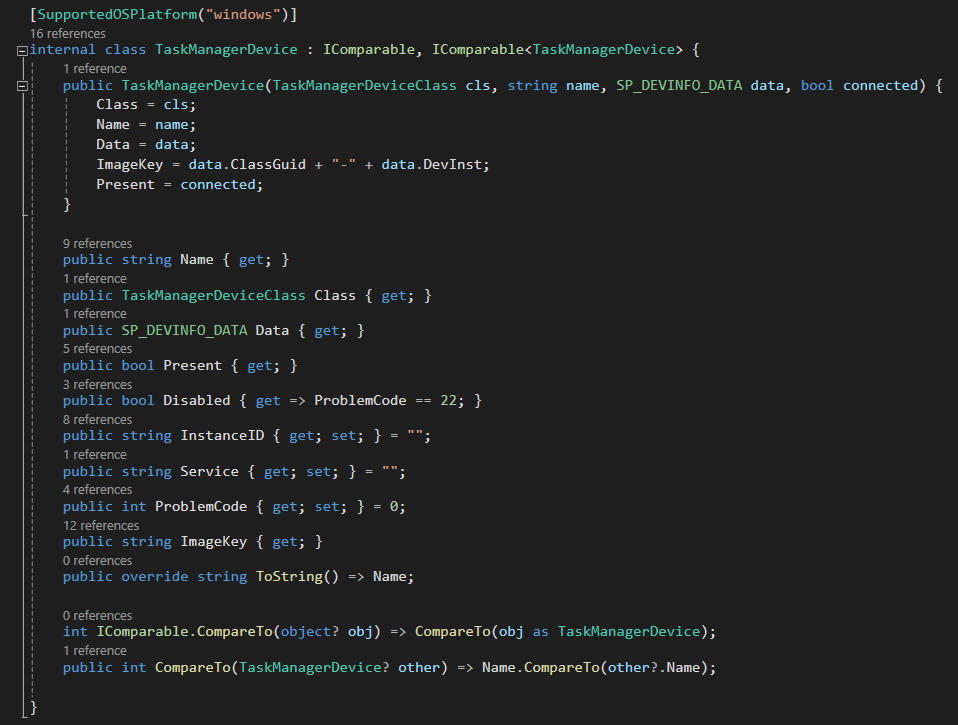 [SupportedOSPlatform("windows")]
16 references
internal class TaskManagerDevice : IComparable, IComparable<TaskManagerDevice> {
1 reference
public TaskManagerDevice(TaskManagerDeviceClass cls, string name, SP_DEVINFO_DATA data, bool connected) {
Class = cls;
Name = name;
Data = data;
ImageKey = data.ClassGuid + "-" + data.DevInst;
Present = connected;
}
9 references
public string Name { get; }
1 reference
public TaskManagerDeviceClass Class { get; }
1 reference
public SP_DEVINFO_DATA Data { get; }
5 references
public bool Present { get; }
3 references
public bool Disabled { get => ProblemCode == 22; }
8 references
public string InstanceID { get; set; } = "";
1 reference
public string Service { get; set; } = "";
4 references
public int ProblemCode { get; set; } = 0;
12 references
public string ImageKey { get; }
0 references
public override string ToString() => Name;
0 references
int IComparable.CompareTo(object? obj) => CompareTo(obj as TaskManagerDevice);
1 reference
public int CompareTo(TaskManagerDevice? other) => Name.CompareTo(other?.Name);
}